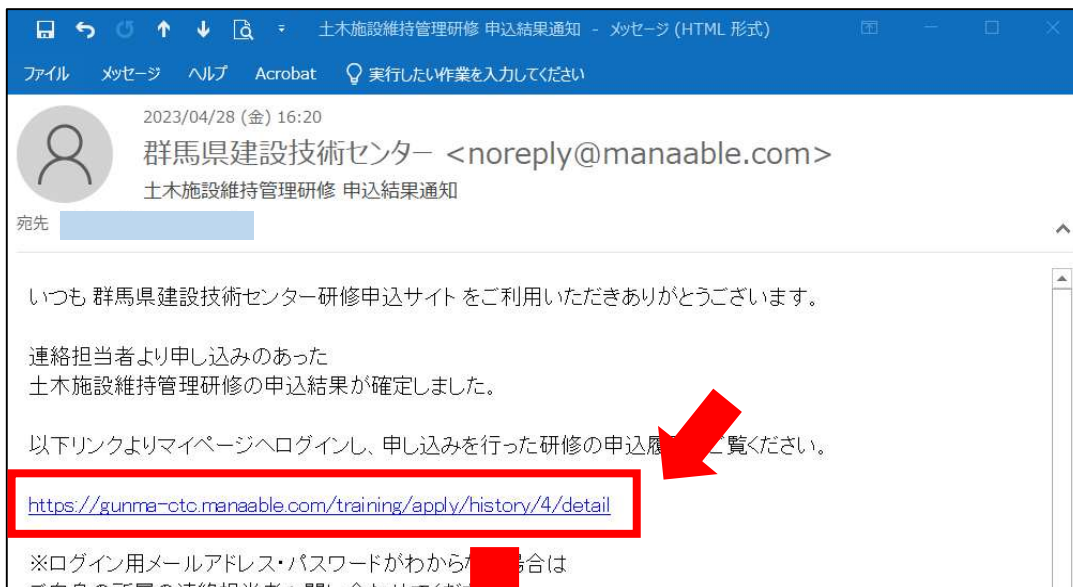 土木施設維持管理研修 申込結果通知 - メッセージ (HTML 形式)
ファイル メッセージ ヘルプ Acrobat 実行したい作業を入力してください
2023/04/28 (金) 16:20
群馬県建設技術センター <noreply@manaable.com>
土木施設維持管理研修 申込結果通知
宛先
いつも 群馬県建設技術センター研修申込サイト をご利用いただきありがとうございます。
連絡担当者より申し込みのあった
土木施設維持管理研修の申込結果が確定しました。
以下リンクよりマイページへログインし、申し込みを行った研修の申込履 ご覧ください。
https://gunma-ctc.manaable.com/training/apply/history/4/detail
※ログイン用メールアドレス・パスワードがわからな 場合は